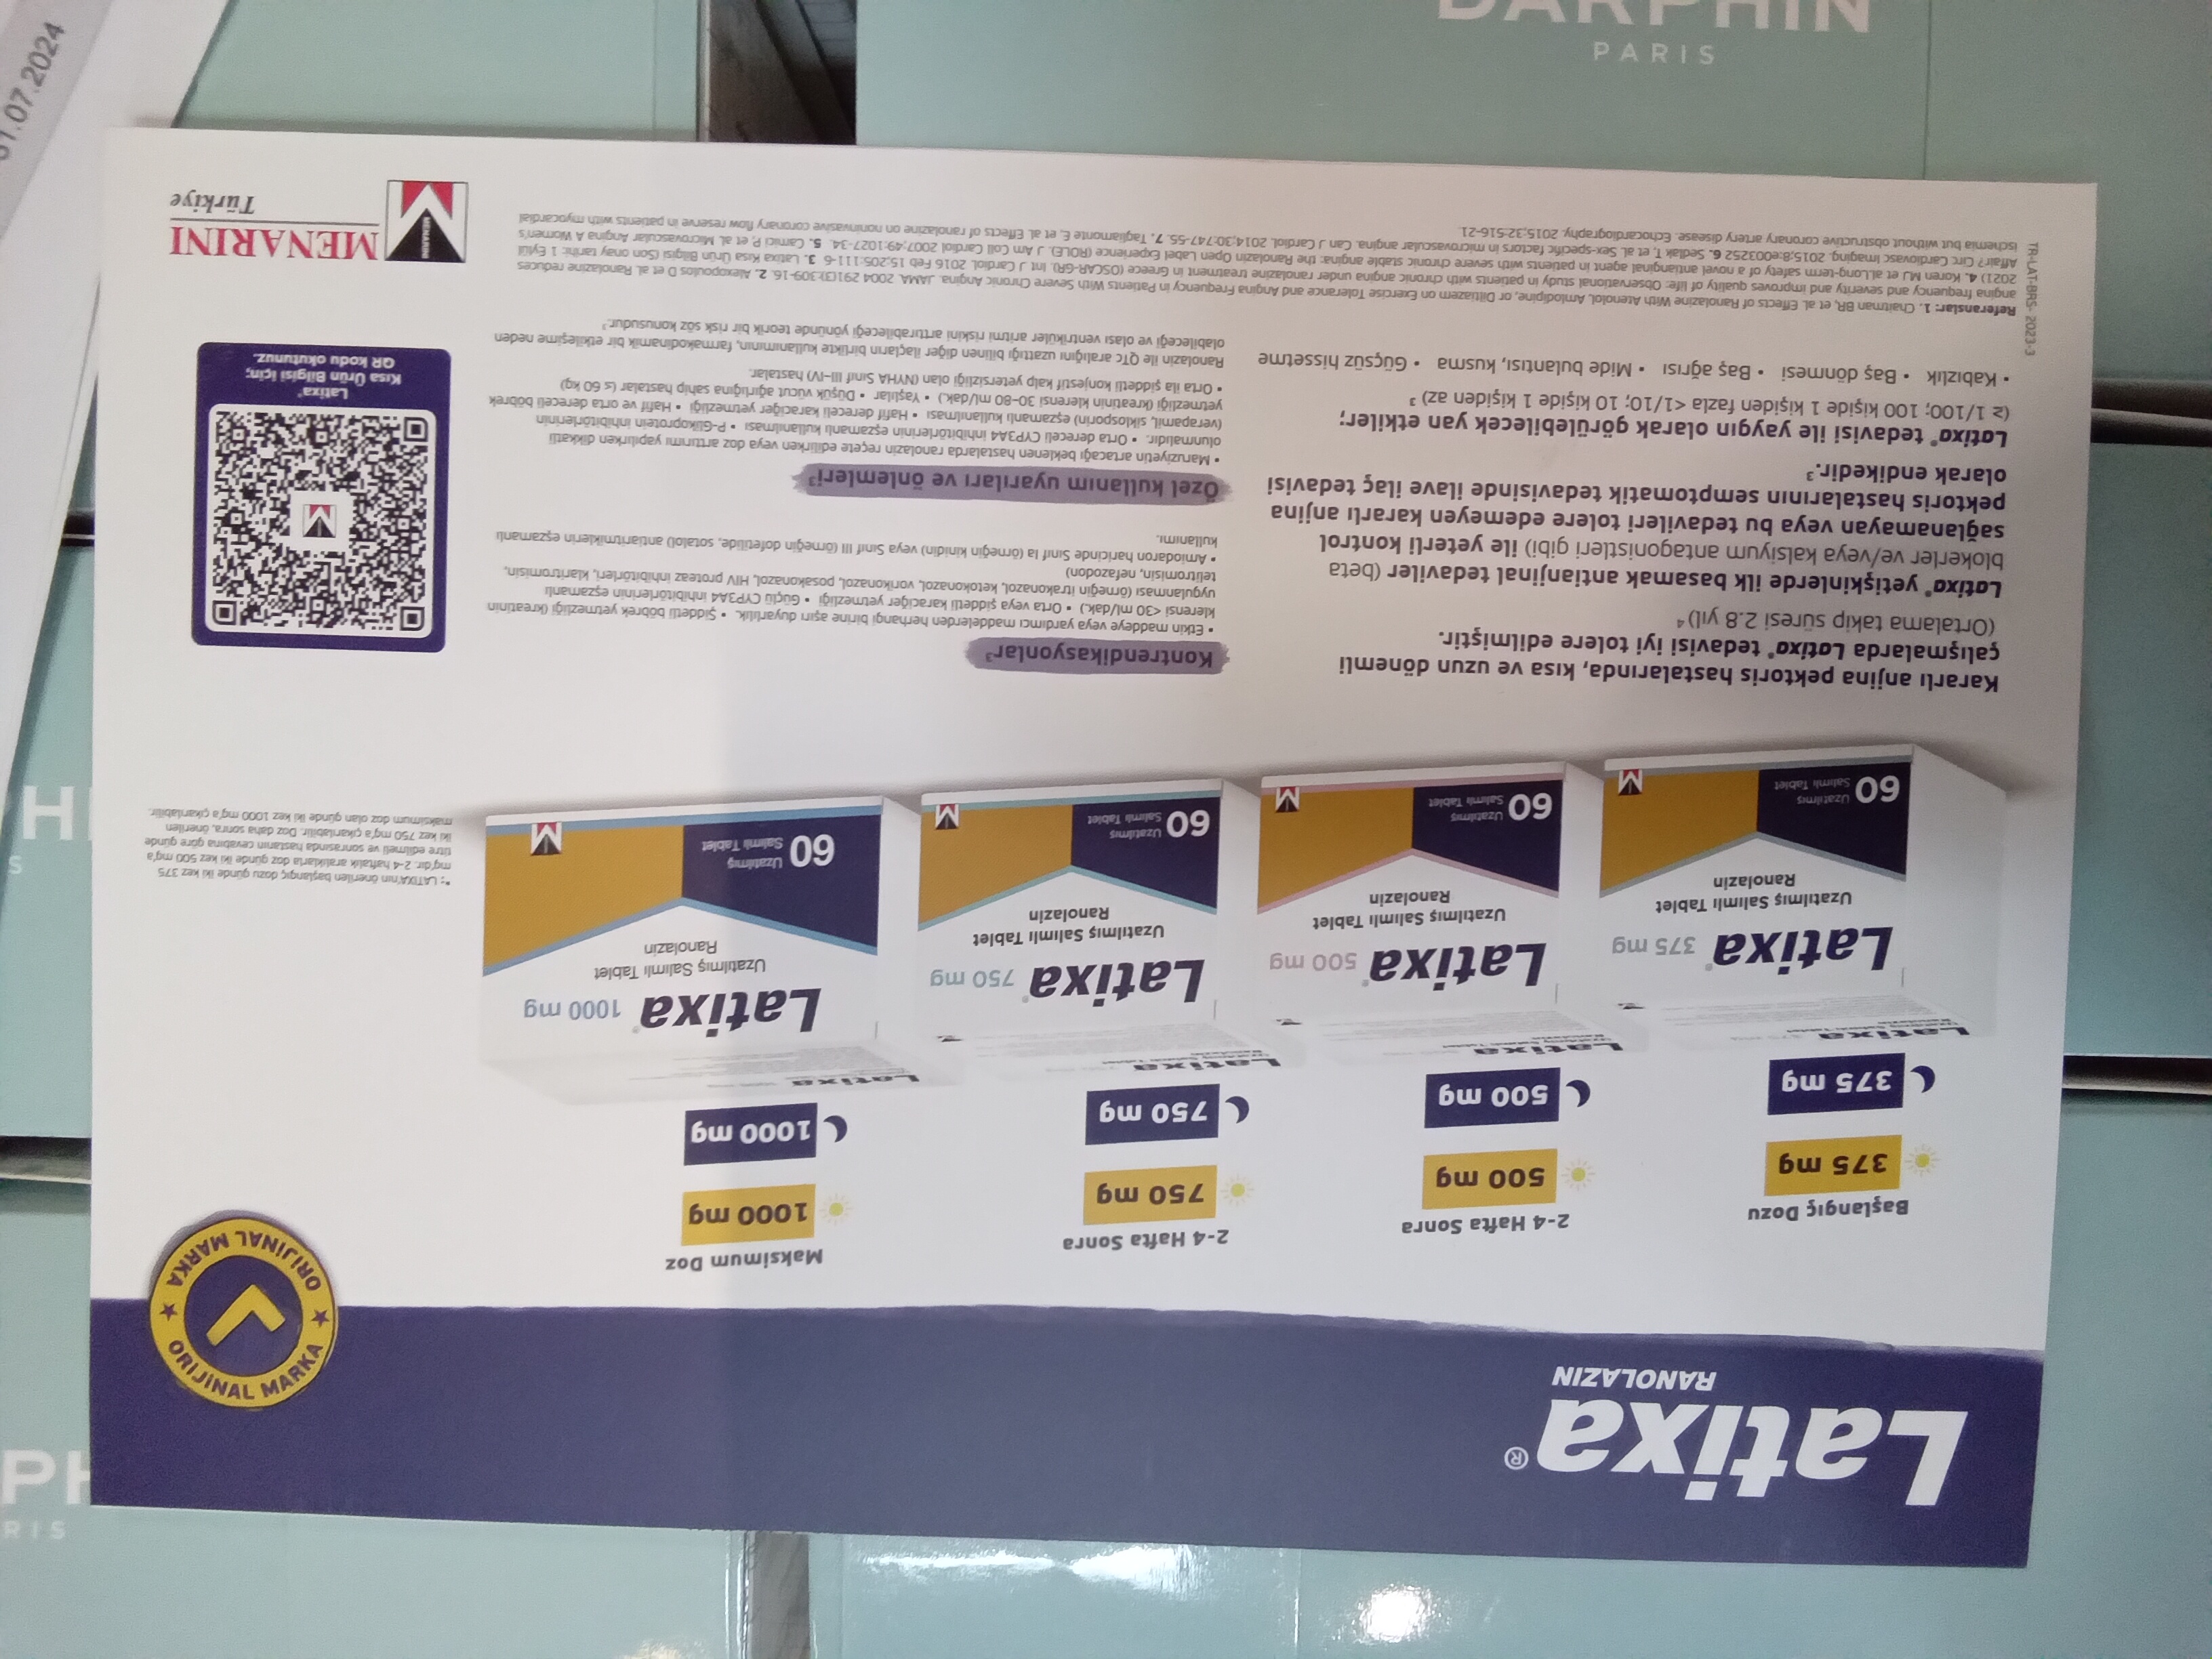 Latixa®
RANOLAZIN
ORIJINAL MARKA ★ ORIJINAL MARKA ★
Başlangıç Dozu
375 mg
375 mg
2-4 Hafta Sonra
500 mg
500 mg
2-4 Hafta Sonra
750 mg
750 mg
Maksimum Doz
1000 mg
1000 mg
Latixa
Latixa
Latixa
Latixa
Latixa® 375 mg
Uzatılmış Salımlı Tablet
Ranolazin
60 Uzatılmış
Salımlı Tablet
Latixa® 500 mg
Uzatılmış Salımlı Tablet
Ranolazin
60 Uzatılmış
Salımlı Tablet
Latixa® 750 mg
Uzatılmış Salımlı Tablet
Ranolazin
60 Uzatılmış
Salımlı Tablet
Latixa® 1000 mg
Uzatılmış Salımlı Tablet
Ranolazin
60 Uzatılmış
Salımlı Tablet
*: LATIXA'nın önerilen başlangıç dozu günde iki kez 375
mg'dır. 2-4 haftalık aralıklarla doz günde iki kez 500 mg'a
titre edilmeli ve sonrasında hastanın cevabına göre günde
iki kez 750 mg'a çıkarılabilir. Doz daha sonra, önerilen
maksimum doz olan günde iki kez 1000 mg'a çıkarılabilir.
Kararlı anjina pektoris hastalarında, kısa ve uzun dönemli
çalışmalarda Latixa® tedavisi iyi tolere edilmiştir.
(Ortalama takip süresi 2.8 yıl)⁴
Latixa® yetişkinlerde ilk basamak antianjinal tedaviler (beta
blokerler ve/veya kalsiyum antagonistleri gibi) ile yeterli kontrol
sağlanamayan veya bu tedavileri tolere edemeyen kararlı anjina
pektoris hastalarının semptomatik tedavisinde ilave ilaç tedavisi
olarak endikedir.³
Latixa® tedavisi ile yaygın olarak görülebilecek yan etkiler;
(≥ 1/100; 100 kişide 1 kişiden fazla <1/10; 10 kişide 1 kişiden az) ³
• Kabızlık • Baş dönmesi • Baş ağrısı • Mide bulantısı, kusma • Güçsüz hissetme
Kontrendikasyonlar³
• Etkin maddeye veya yardımcı maddelerden herhangi birine aşırı duyarlılık. • Şiddetli böbrek yetmezliği (kreatinin
klerensi <30 ml/dak.) • Orta veya şiddetli karaciğer yetmezliği • Güçlü CYP3A4 inhibitörlerinin eşzamanlı
uygulanması (örneğin itrakonazol, ketokonazol, vorikonazol, posakonazol, HIV proteaz inhibitörleri, klaritromisin,
telitromisin, nefazodon)
• Amiodaron haricinde Sınıf Ia (örneğin kinidin) veya Sınıf III (örneğin dofetilide, sotalol) antiaritmiklerin eşzamanlı
kullanımı.
Özel kullanım uyarıları ve önlemleri³
• Maruziyetin artacağı beklenen hastalarda ranolazin reçete edilirken veya doz arttırımı yapılırken dikkatli
olunmalıdır. • Orta dereceli CYP3A4 inhibitörlerinin eşzamanlı kullanılması • P-Glikoprotein inhibitörlerinin
(verapamil, siklosporin) eşzamanlı kullanılması • Hafif dereceli karaciğer yetmezliği • Hafif ve orta dereceli böbrek
yetmezliği (kreatinin klerensi 30-80 ml/dak.) • Yaşlılar • Düşük vücut ağırlığına sahip hastalar (≤ 60 kg)
• Orta ila şiddetli konjestif kalp yetersizliği olan (NYHA Sınıf III-IV) hastalar.
Ranolazin ile QTc aralığını uzattığı bilinen diğer ilaçların birlikte kullanımının, farmakodinamik bir etkileşime neden
olabileceği ve olası ventriküler aritmi riskini arttırabileceği yönünde teorik bir risk söz konusudur.³
Latixa®
Kısa Ürün Bilgisi için;
QR kodu okutunuz.
MENARINI
MENARINI
Türkiye
Referanslar: 1. Chaitman BR, et al. Effects of Ranolazine With Atenolol, Amlodipine, or Diltiazem on Exercise Tolerance and Angina Frequency in Patients With Severe Chronic Angina. JAMA. 2004 291(3):309-16. 2. Alexopoulos D et al. Ranolazine reduces
angina frequency and severity and improves quality of life: Observational study in patients with chronic angina under ranolazine treatment in Greece (OSCAR-GR). Int J Cardiol. 2016 Feb 15;205:111-6 3. Latixa Kısa Ürün Bilgisi (Son onay tarihi: 1 Eylül
2021) 4. Koren MJ et al.Long-term safety of a novel antianginal agent in patients with severe chronic stable angina: the Ranolazin Open Label Experience (ROLE). J Am Coll Cardiol 2007;49:1027-34. 5. Camici P, et al. Microvascular Angina A Women's
Affair? Circ Cardiovasc Imaging. 2015;8:e003252 6. Sedlak T, et al. Sex-specific factors in microvascular angina. Can J Cardiol. 2014;30:747-55. 7. Tagliamonte E, et al. Effects of ranolazine on noninvasive coronary flow reserve in patients with myocardial
ischemia but without obstructive coronary artery disease. Echocardiography. 2015;32:516-21.
TR-LAT-BRS- 2023-3
01.07.2024
DARPHIN
PARIS